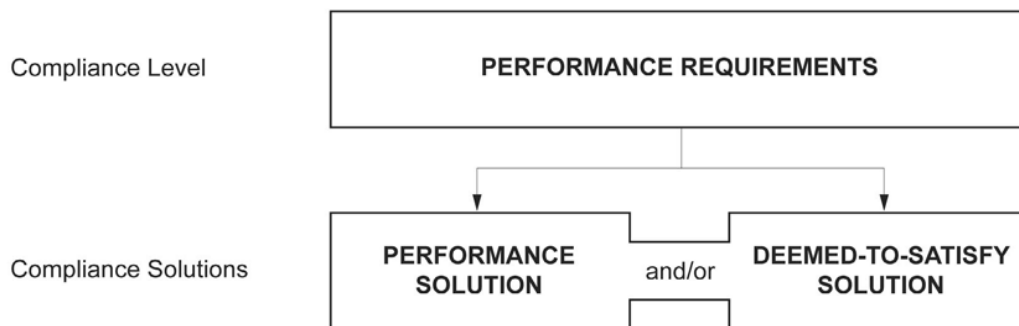 Compliance Level
PERFORMANCE REQUIREMENTS
Compliance Solutions
PERFORMANCE
SOLUTION
and/or
DEEMED-TO-SATISFY
SOLUTION